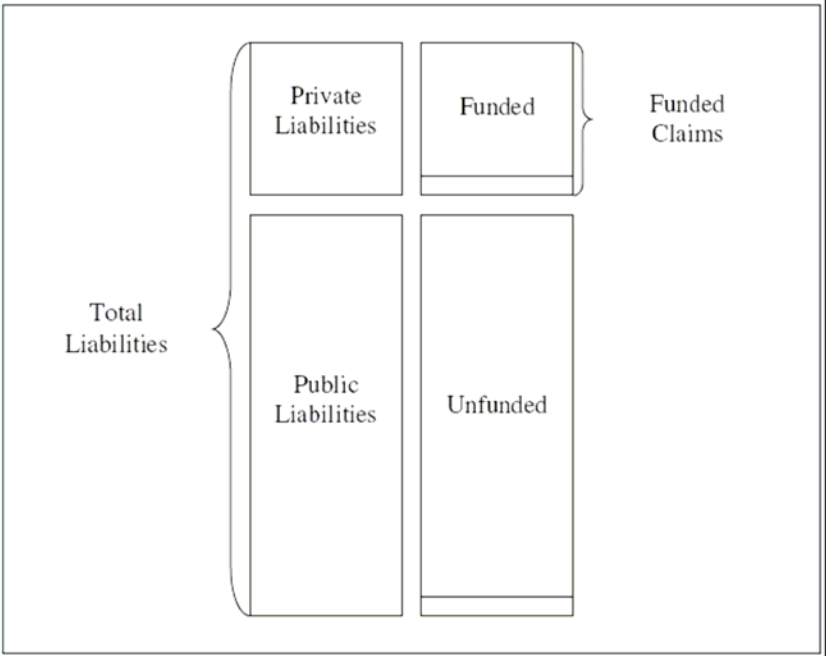 Private
Liabilities
Funded
Funded
Claims
Total
Liabilities
Public
Liabilities
Unfunded